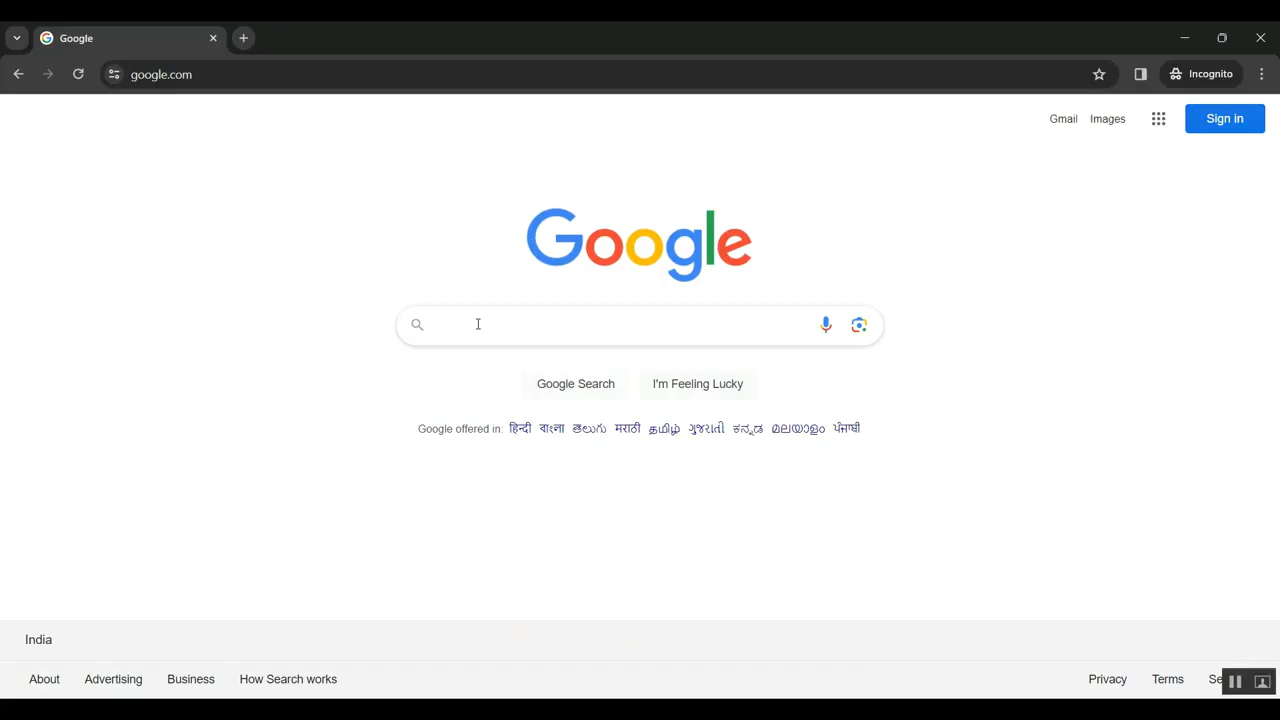 Google
google.com
Incognito
Gmail Images Sign in
Google
Google Search I'm Feeling Lucky
Google offered in: हिन्दी বাংলা తెలుగు मराठी தமிழ் ગુજરાતી ಕನ್ನಡ മലയാളം ਪੰਜਾਬੀ
India
About Advertising Business How Search works Privacy Terms Se